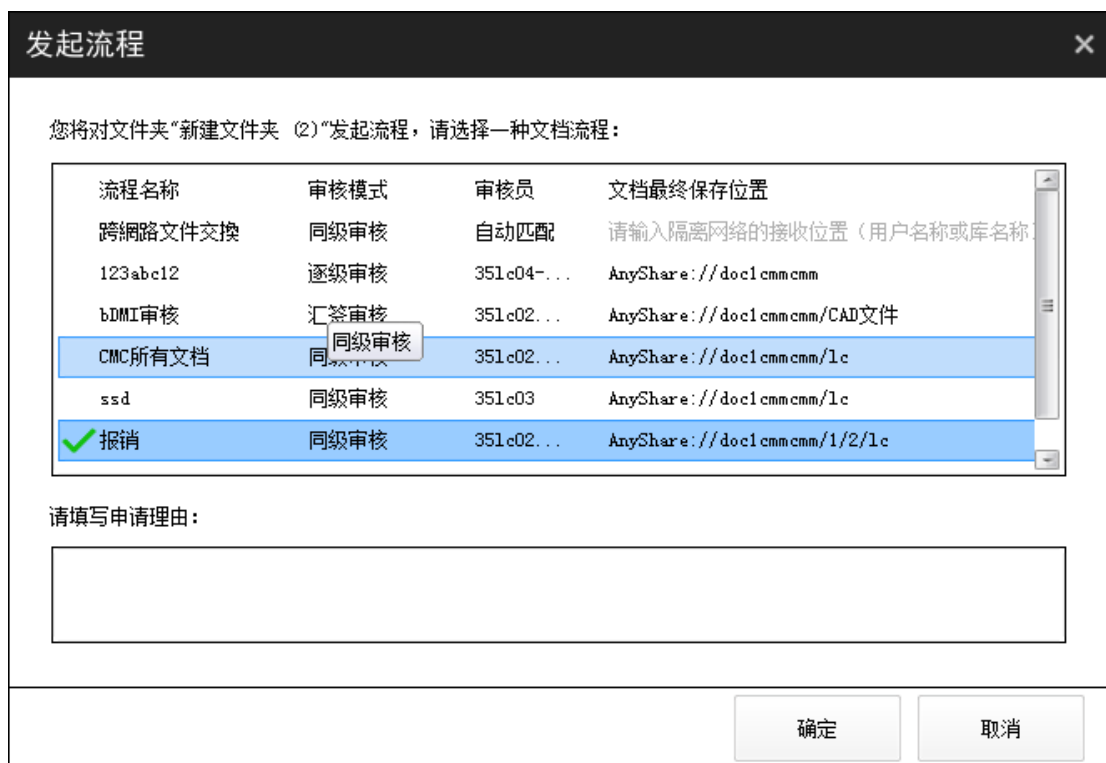 发起流程
您将对文件夹"新建文件夹 (2)"发起流程，请选择一种文档流程：
流程名称 审核模式 审核员 文档最终保存位置
跨網路文件交換 同级审核 自动匹配 请输入隔离网络的接收位置（用户名称或库名称
123abc12 逐级审核 351c04-... AnyShare://doc1cmmcmm
bDMI审核 汇签审核 351c02... AnyShare://doc1cmmcmm/CAD文件
同级审核
CMC所有文档 同级审核 351c02... AnyShare://doc1cmmcmm/lc
ssd 同级审核 351c03 AnyShare://doc1cmmcmm/lc
报销 同级审核 351c02... AnyShare://doc1cmmcmm/1/2/lc
请填写申请理由：
确定 取消